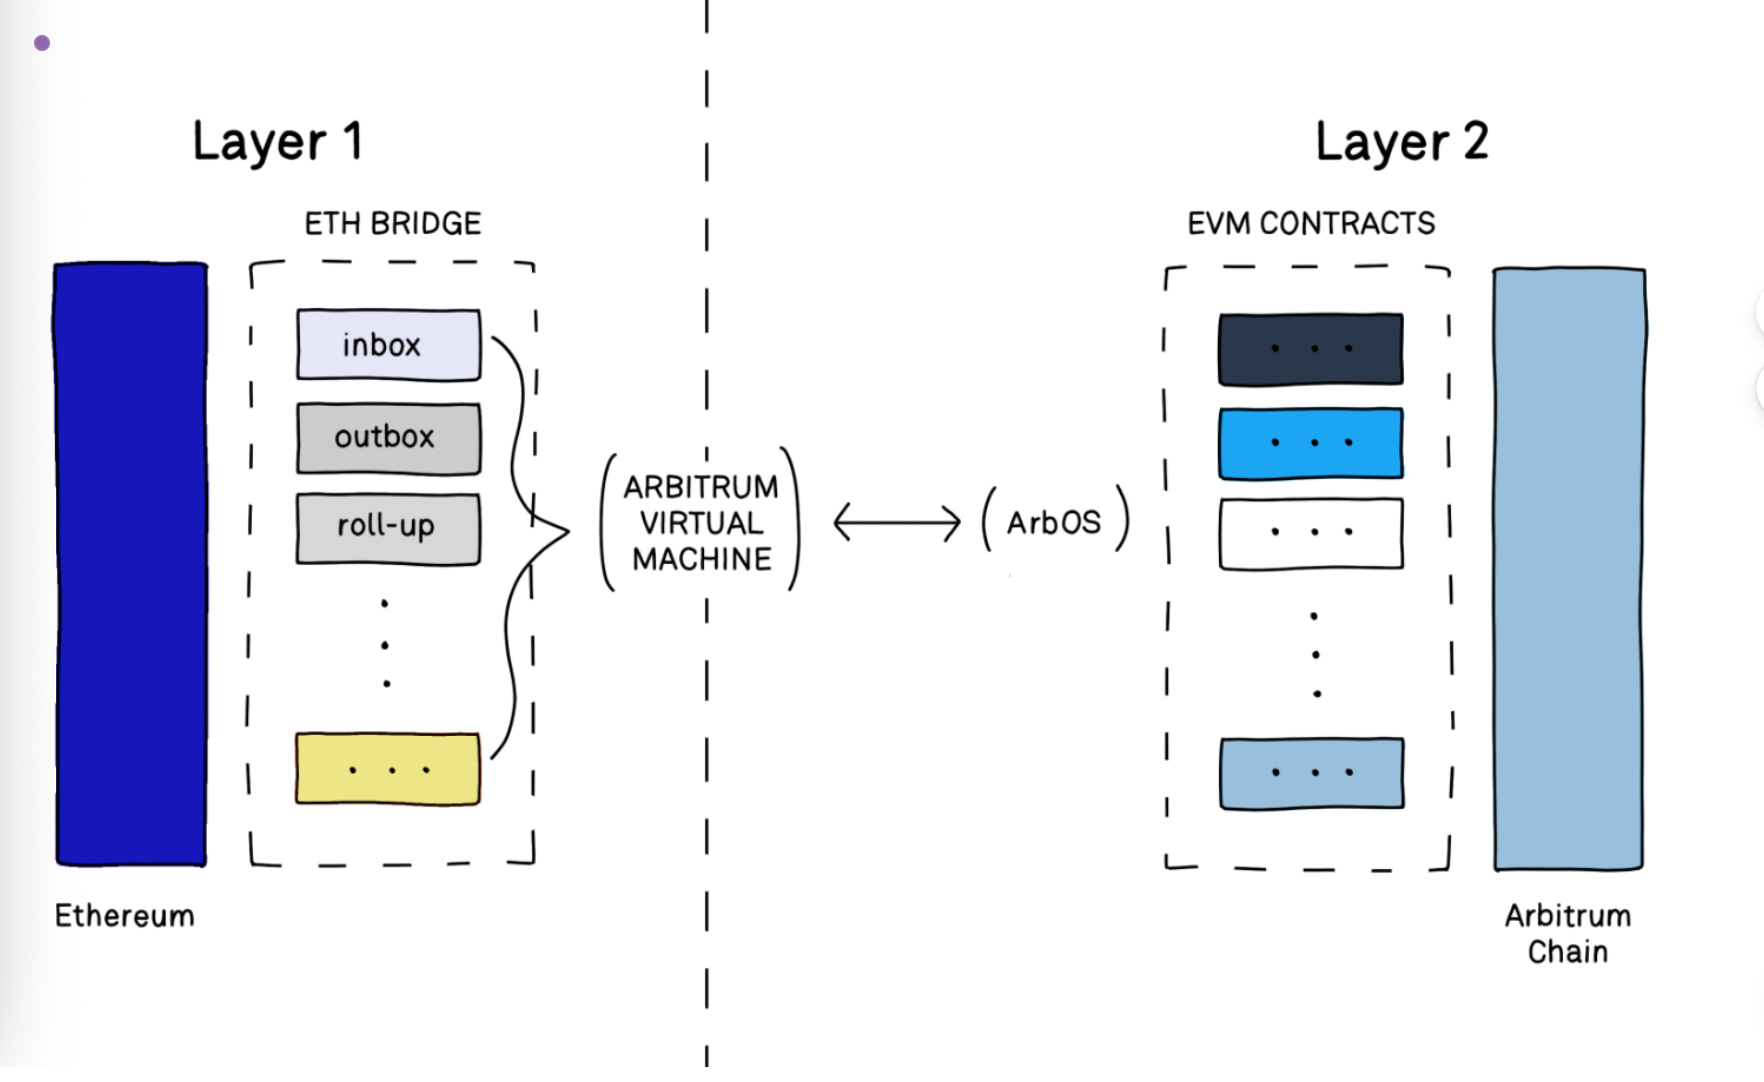 Layer 1
Layer 2
ETH BRIDGE
EVM CONTRACTS
inbox
outbox
roll-up
ARBITRUM
VIRTUAL
MACHINE
ArbOS
Ethereum
Arbitrum
Chain